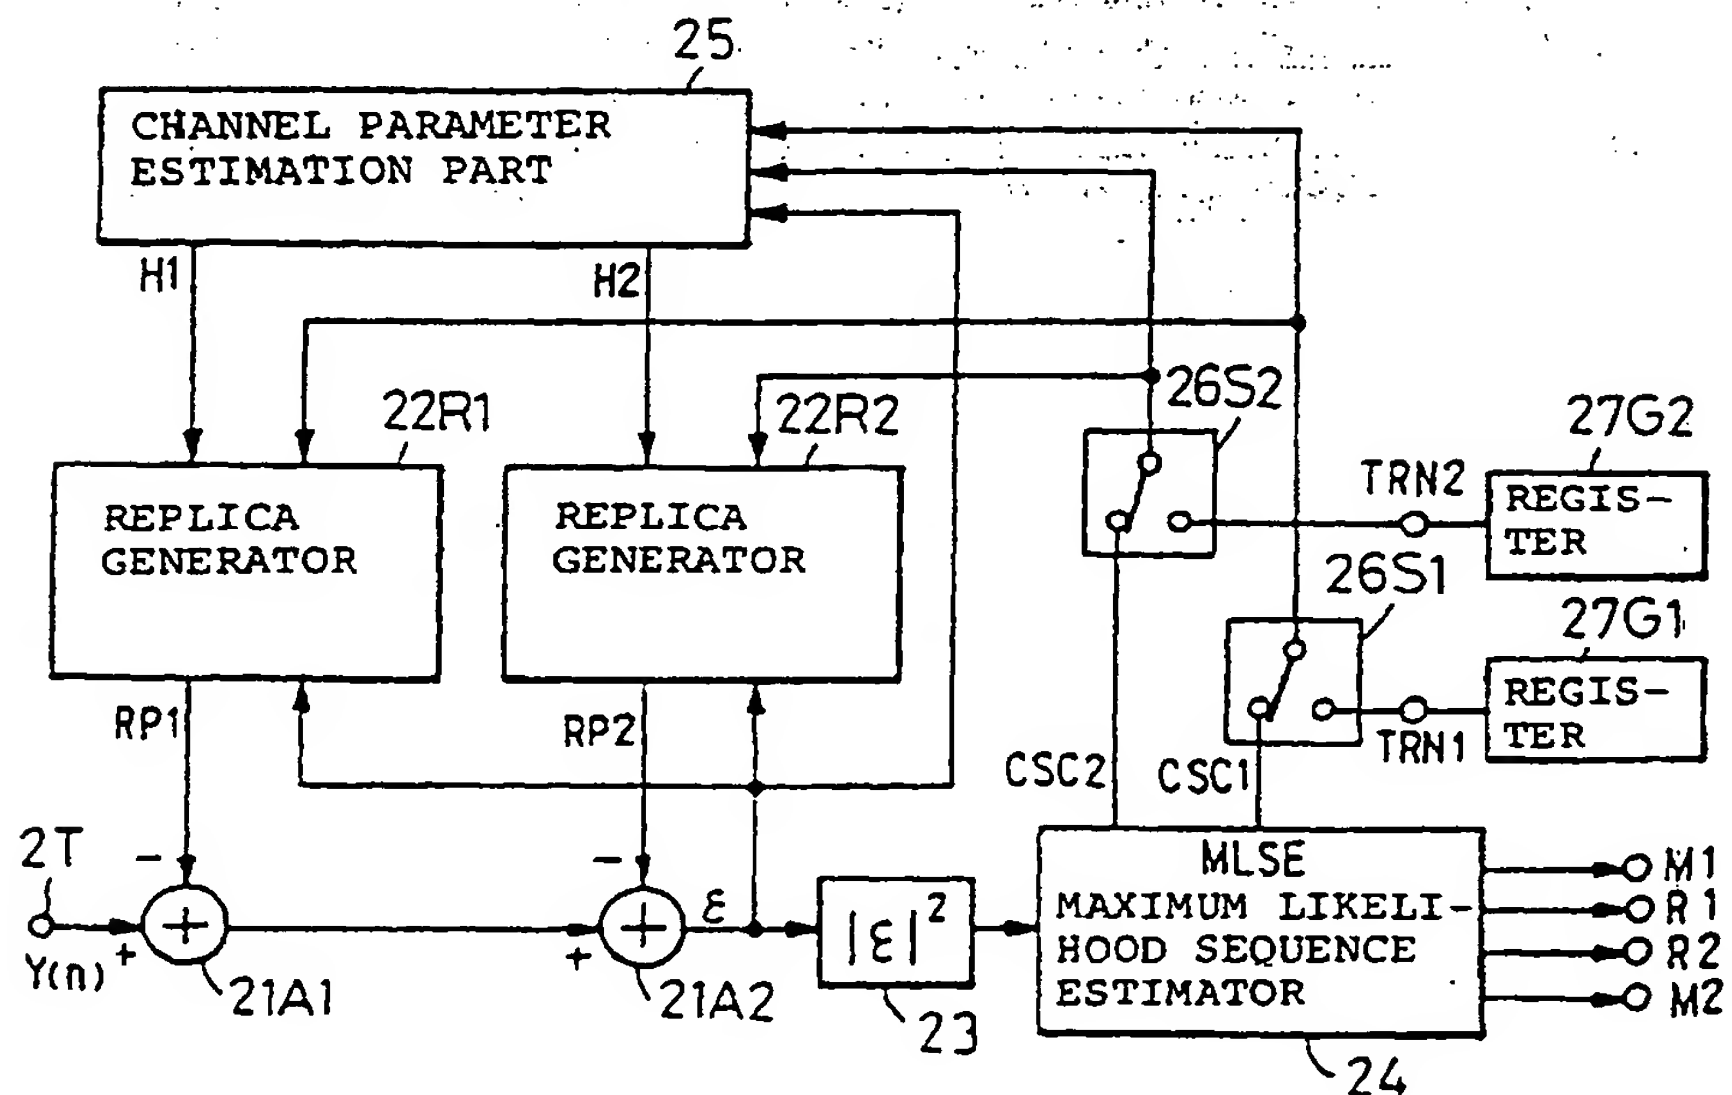 25
CHANNEL PARAMETER
ESTIMATION PART
H1
H2
22R1
22R2
26S2
27G2
TRN2
REGIS-
TER
REPLICA
GENERATOR
REPLICA
GENERATOR
26S1
27G1
REGIS-
TER
TRN1
RP1
RP2
CSC2
CSC1
2T
-
-
+
+
ε
|ε|²
+
+
Y(n)
21A1
21A2
23
MLSE
MAXIMUM LIKELI-
HOOD SEQUENCE
ESTIMATOR
M1
R1
R2
M2
24